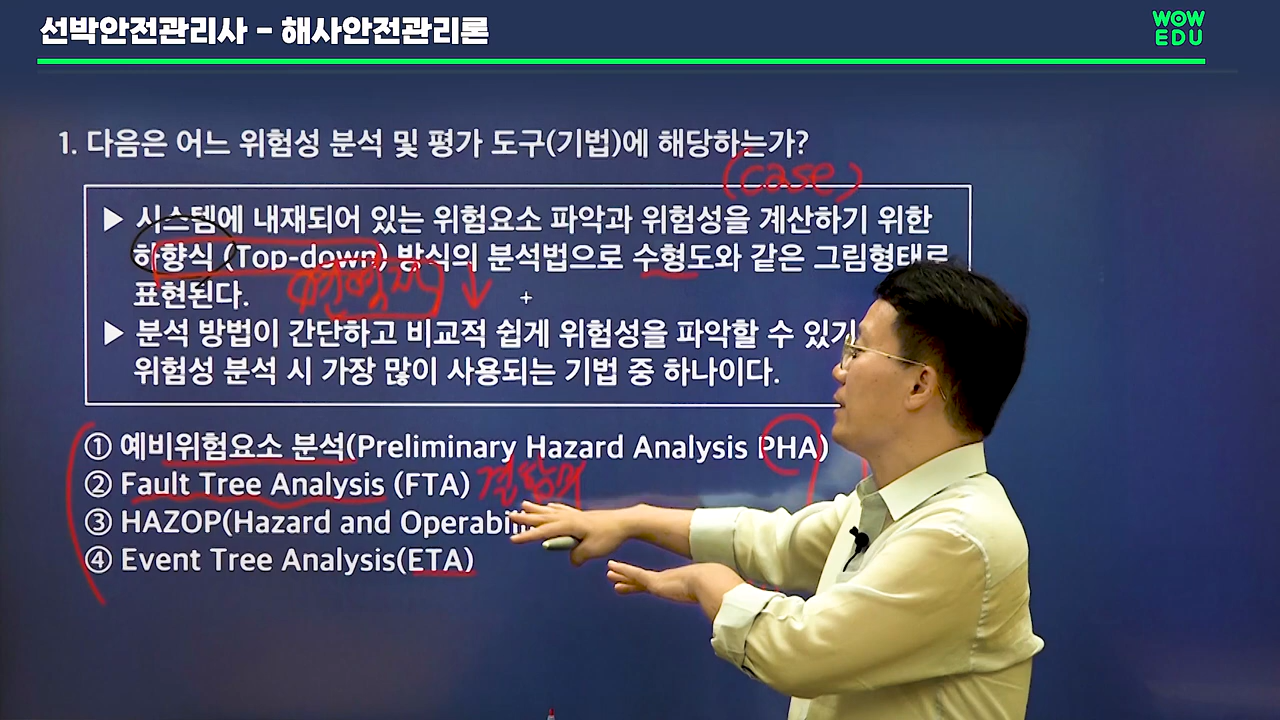 선박안전관리사 - 해사안전관리론
WOW
EDU
1. 다음은 어느 위험성 분석 및 평가 도구(기법)에 해당하는가?
(case)
▶ 시스템에 내재되어 있는 위험요소 파악과 위험성을 계산하기 위한
하향식 (Top-down) 방식의 분석법으로 수형도와 같은 그림형태로
표현된다.
▶ 분석 방법이 간단하고 비교적 쉽게 위험성을 파악할 수 있기
위험성 분석 시 가장 많이 사용되는 기법 중 하나이다.
① 예비위험요소 분석(Preliminary Hazard Analysis PHA)
② Fault Tree Analysis (FTA)
③ HAZOP(Hazard and Operabili
④ Event Tree Analysis(ETA)